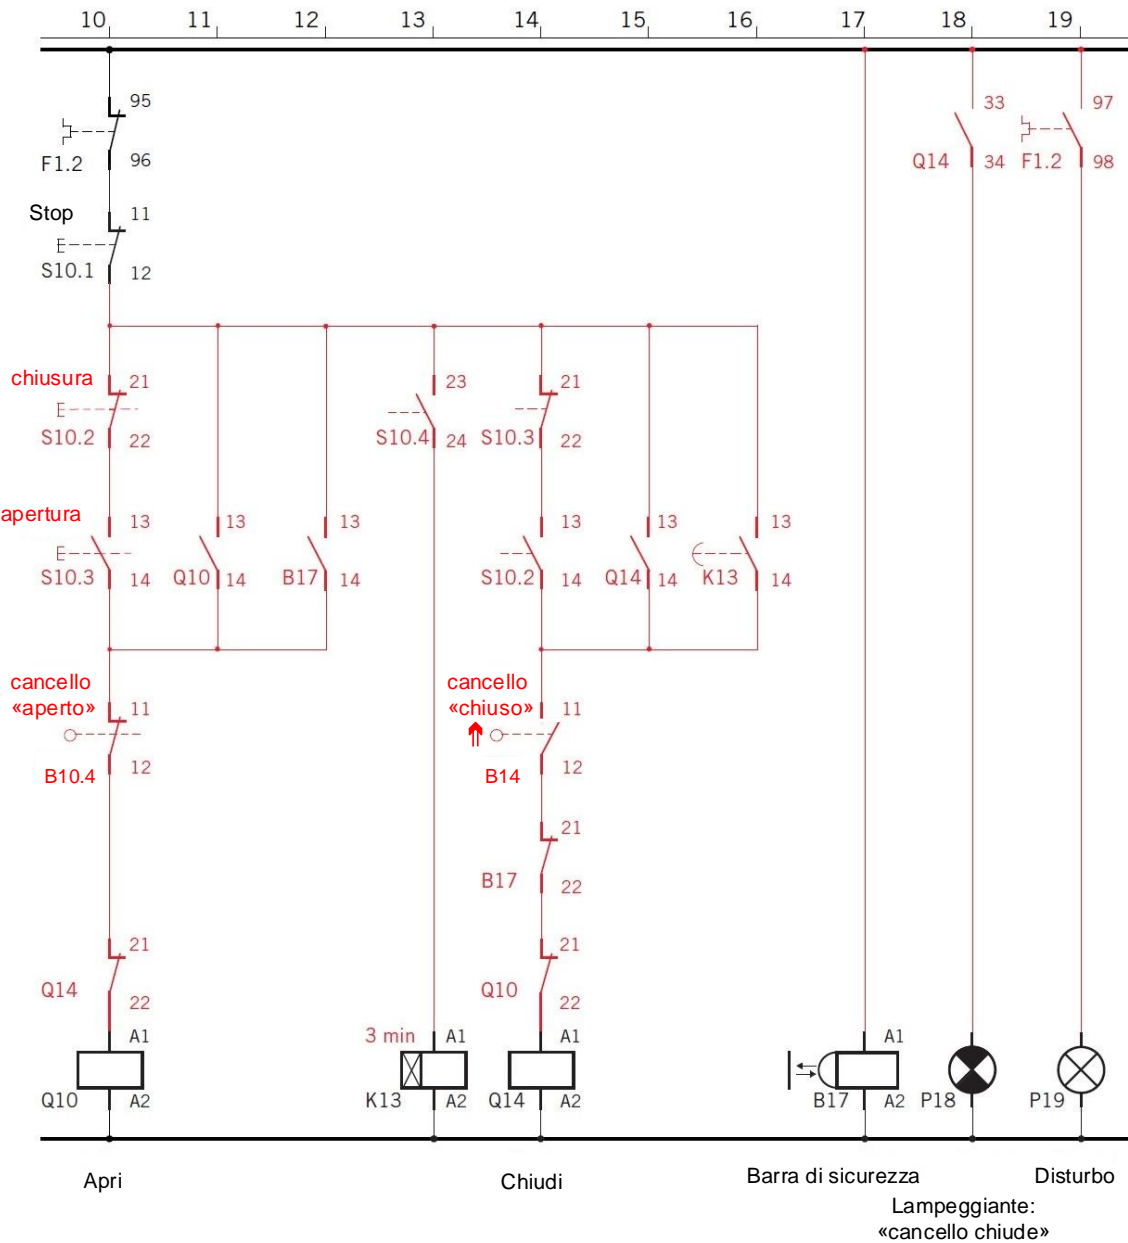 10 11 12 13 14 15 16 17 18 19
95
96
F1.2
33
34
Q14
97
98
F1.2
Stop
11
12
S10.1
chiusura
21
22
S10.2
23
24
S10.4
21
22
S10.3
apertura
13
14
S10.3
13
14
Q10
13
14
B17
13
14
S10.2
13
14
Q14
13
14
K13
cancello
«aperto»
11
12
B10.4
cancello
«chiuso»
11
12
B14
21
22
B17
21
22
Q14
21
22
Q10
A1
A2
Q10
3 min
A1
A2
K13
A1
A2
Q14
A1
A2
B17
P18
P19
Apri
Chiudi
Barra di sicurezza
Disturbo
Lampeggiante:
«cancello chiude»